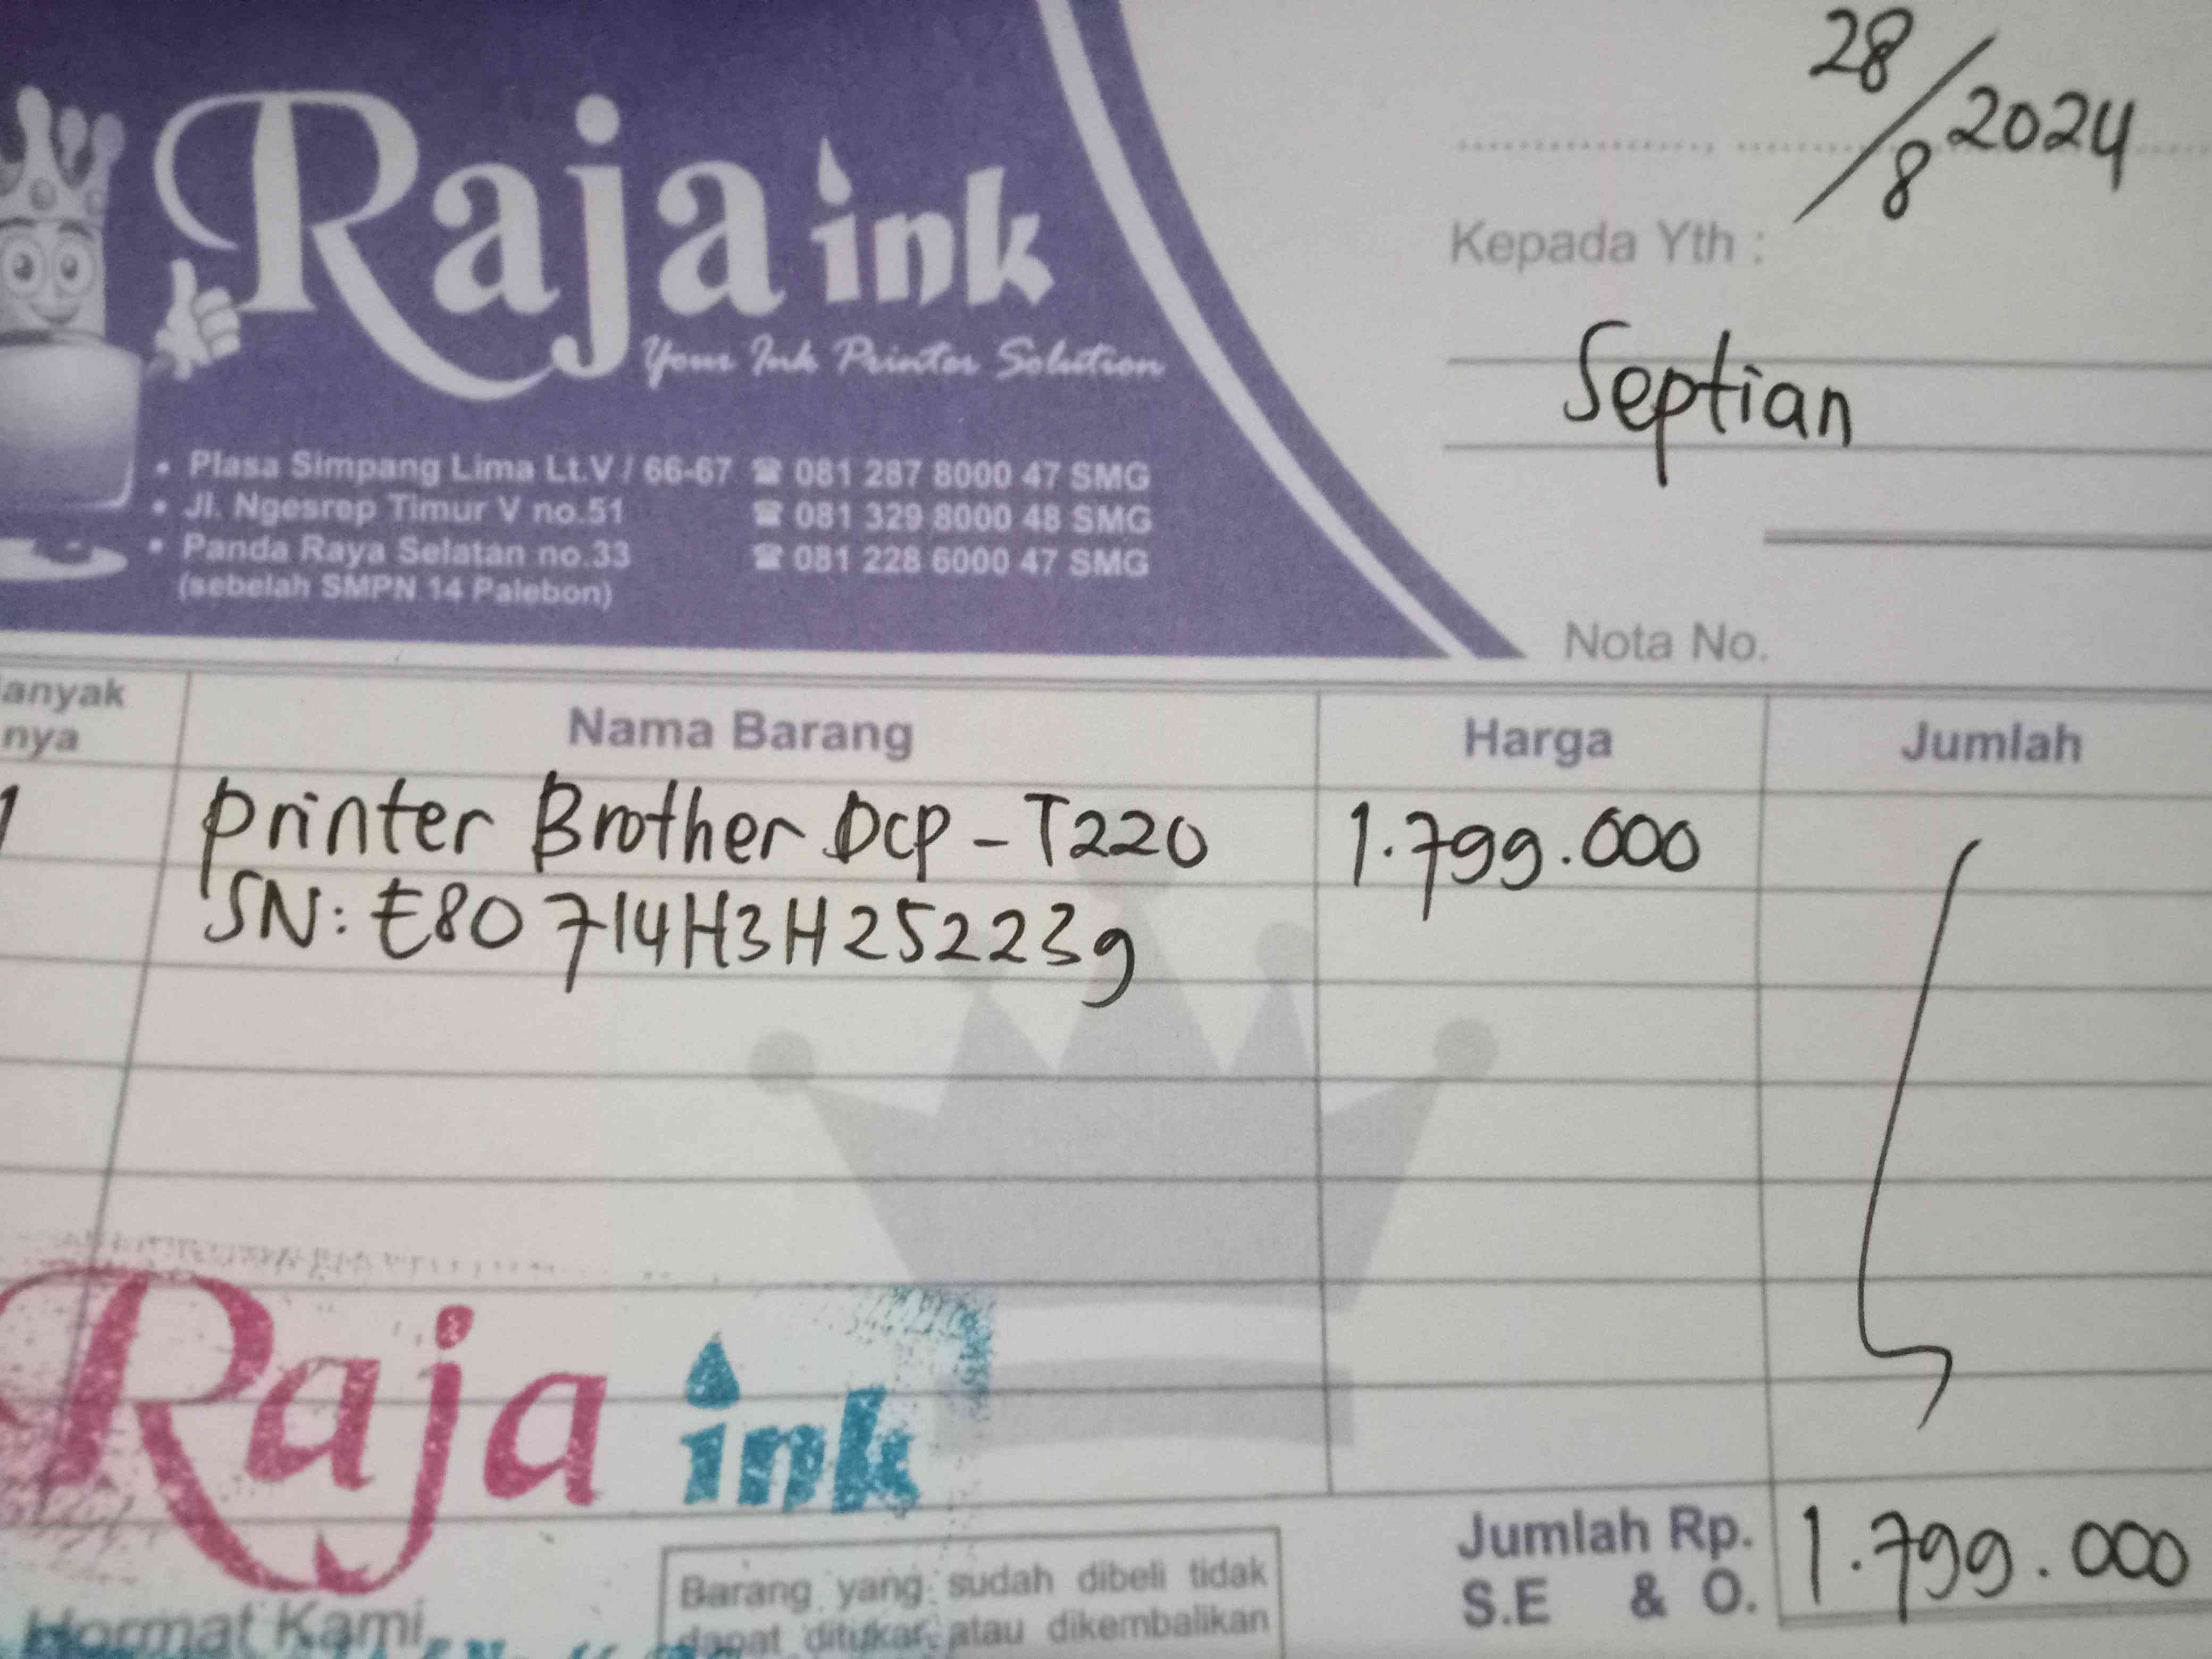 28/8 2024
Raja ink
Your Ink Printer Solution
Kepada Yth :
Septian
• Plasa Simpang Lima Lt.V / 66-67 ☎ 081 287 8000 47 SMG
• Jl. Ngesrep Timur V no.51 ☎ 081 329 8000 48 SMG
• Panda Raya Selatan no.33 ☎ 081 228 6000 47 SMG
(sebelah SMPN 14 Palebon)
Nota No.
anyak
nya
Nama Barang
Harga
Jumlah
1 printer Brother DCP - T220 1.799.000
SN: E80714H3H252239
Raja ink
Jumlah Rp. 1.799.000
S.E & O.
Barang yang sudah dibeli tidak
dapat ditukar atau dikembalikan
Hormat Kami,